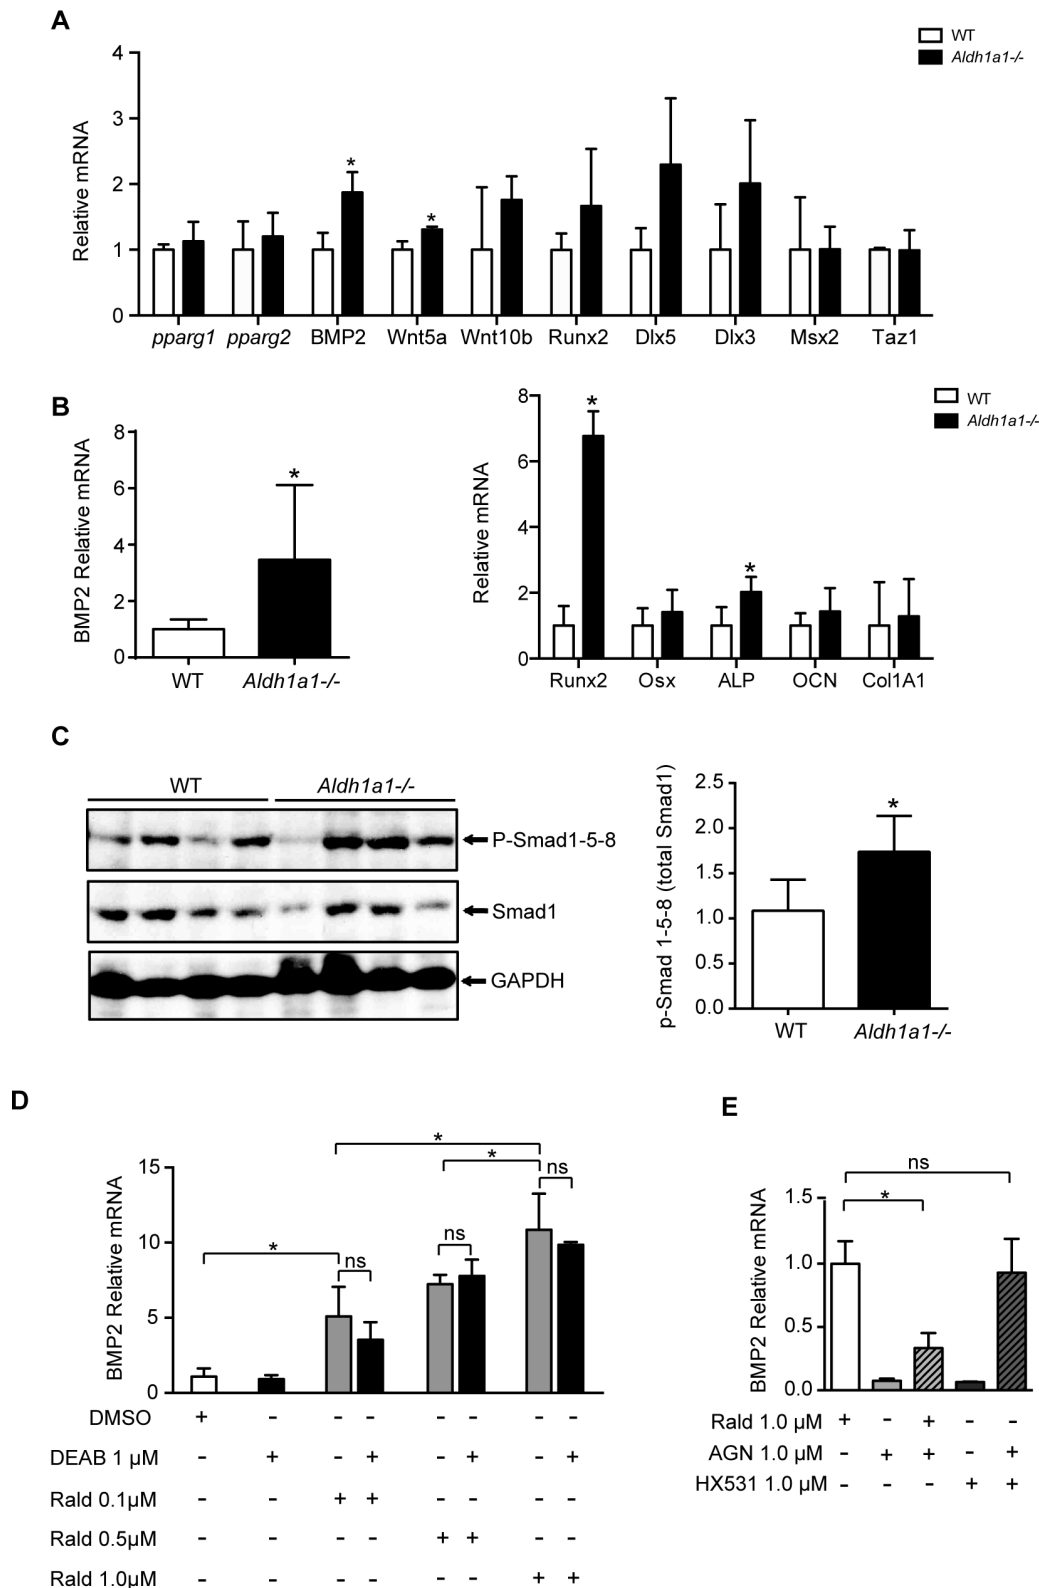 A
WT
Aldh1a1-/-
Relative mRNA
4
3
2
1
0
* *
pparg1 pparg2 BMP2 Wnt5a Wnt10b Runx2 Dlx5 Dlx3 Msx2 Taz1
B
BMP2 Relative mRNA
8
6
4
2
0
*
WT Aldh1a1-/-
WT
Aldh1a1-/-
Relative mRNA
8
6
4
2
0
* *
Runx2 Osx ALP OCN Col1A1
C
WT Aldh1a1-/-
P-Smad1-5-8
Smad1
GAPDH
p-Smad 1-5-8 (total Smad1)
2.5
2.0
1.5
1.0
0.5
0.0
*
WT Aldh1a1-/-
D
BMP2 Relative mRNA
15
10
5
0
*
*
ns
ns
* ns
DMSO + - - - - - - -
DEAB 1 µM - + - + - + - +
Rald 0.1µM - - + + - - - -
Rald 0.5µM - - - - + + - -
Rald 1.0µM - - - - - - + +
E
BMP2 Relative mRNA
1.5
1.0
0.5
0.0
ns
*
Rald 1.0 µM + - + - -
AGN 1.0 µM - + + - +
HX531 1.0 µM - - - + +